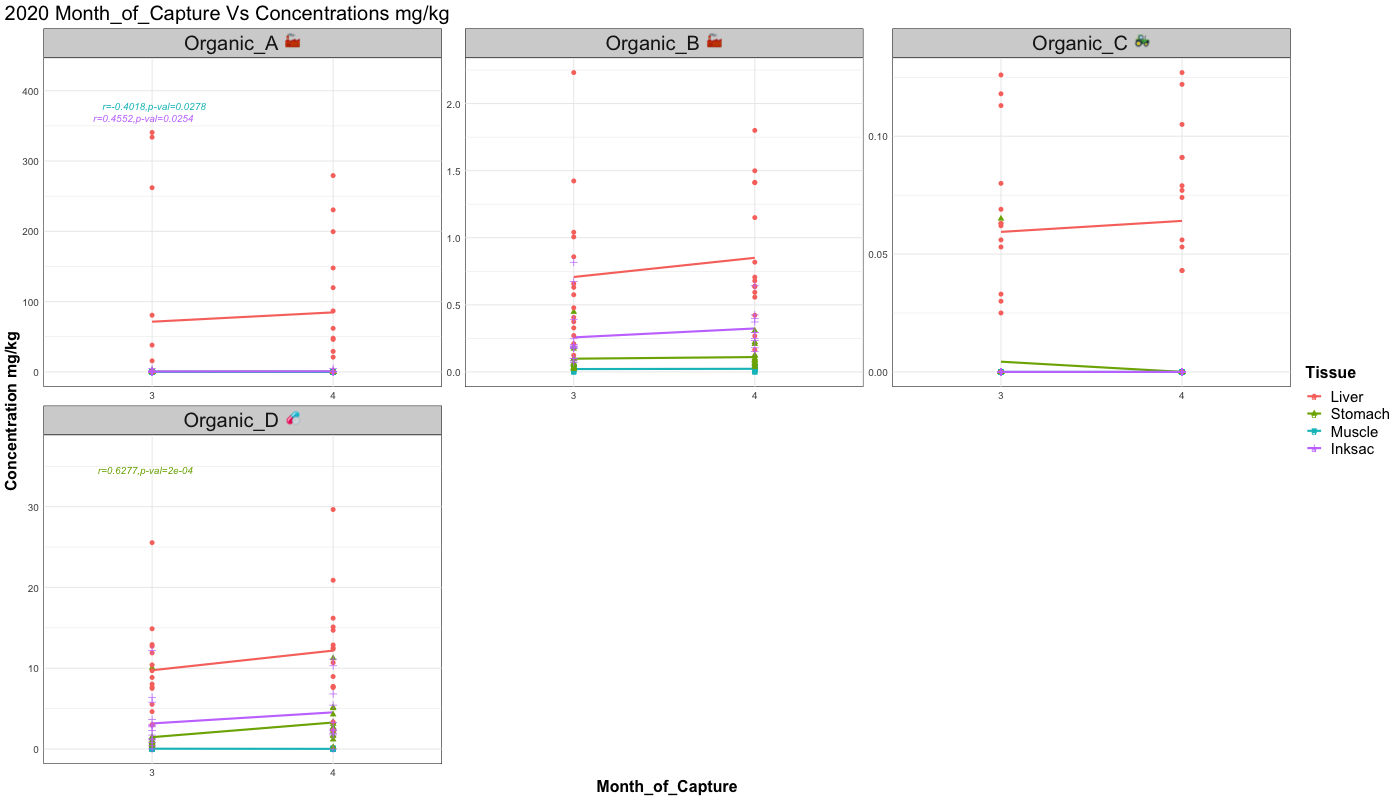 2020 Month_of_Capture Vs Concentrations mg/kg
Organic_A
400
300
200
100
0
r=-0.4018,p-val=0.0278
r=0.4552,p-val=0.0254
3
4
Organic_B
2.0
1.5
1.0
0.5
0.0
3
4
Organic_C
0.10
0.05
0.00
3
4
Organic_D
30
20
10
0
r=0.6277,p-val=2e-04
3
4
Concentration mg/kg
Month_of_Capture
Tissue
Liver
Stomach
Muscle
Inksac